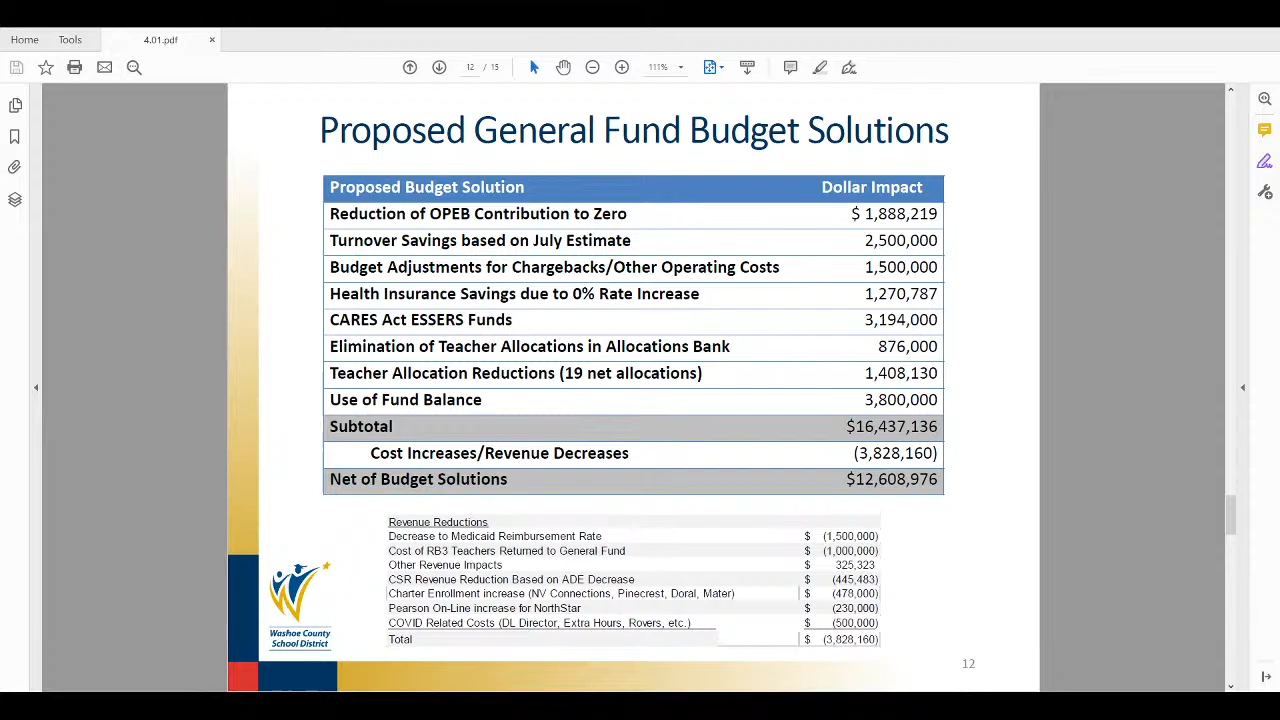 Home Tools 4.01.pdf ×
12 / 15 111%
Proposed General Fund Budget Solutions
Proposed Budget Solution Dollar Impact
Reduction of OPEB Contribution to Zero $ 1,888,219
Turnover Savings based on July Estimate 2,500,000
Budget Adjustments for Chargebacks/Other Operating Costs 1,500,000
Health Insurance Savings due to 0% Rate Increase 1,270,787
CARES Act ESSERS Funds 3,194,000
Elimination of Teacher Allocations in Allocations Bank 876,000
Teacher Allocation Reductions (19 net allocations) 1,408,130
Use of Fund Balance 3,800,000
Subtotal $16,437,136
Cost Increases/Revenue Decreases (3,828,160)
Net of Budget Solutions $12,608,976
Revenue Reductions
Decrease to Medicaid Reimbursement Rate $ (1,500,000)
Cost of RB3 Teachers Returned to General Fund $ (1,000,000)
Other Revenue Impacts $ 325,323
CSR Revenue Reduction Based on ADE Decrease $ (445,483)
Charter Enrollment increase (NV Connections, Pinecrest, Doral, Mater) $ (478,000)
Pearson On-Line increase for NorthStar $ (230,000)
COVID Related Costs (DL Director, Extra Hours, Rovers, etc.) $ (500,000)
Total $ (3,828,160)
Washoe County
School District
12